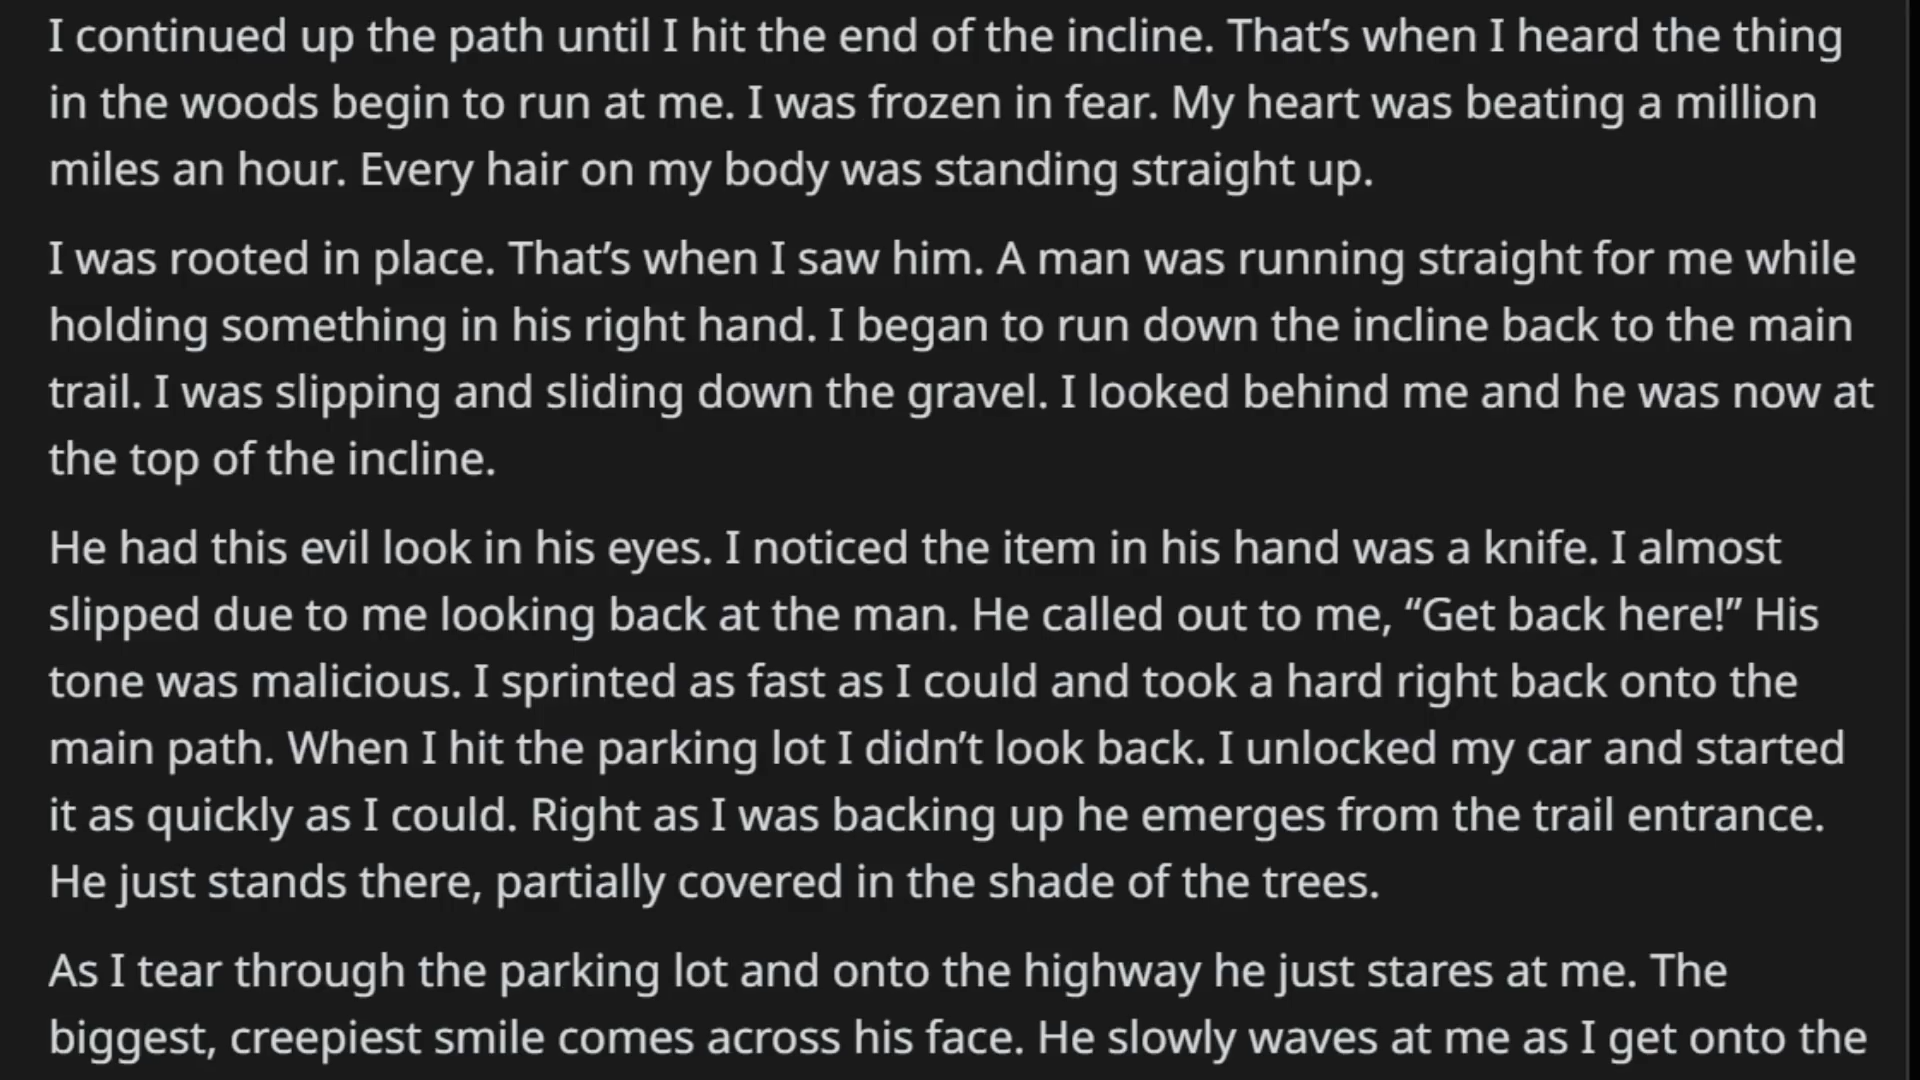 I continued up the path until I hit the end of the incline. That’s when I heard the thing
in the woods begin to run at me. I was frozen in fear. My heart was beating a million
miles an hour. Every hair on my body was standing straight up.
I was rooted in place. That’s when I saw him. A man was running straight for me while
holding something in his right hand. I began to run down the incline back to the main
trail. I was slipping and sliding down the gravel. I looked behind me and he was now at
the top of the incline.
He had this evil look in his eyes. I noticed the item in his hand was a knife. I almost
slipped due to me looking back at the man. He called out to me, “Get back here!” His
tone was malicious. I sprinted as fast as I could and took a hard right back onto the
main path. When I hit the parking lot I didn’t look back. I unlocked my car and started
it as quickly as I could. Right as I was backing up he emerges from the trail entrance.
He just stands there, partially covered in the shade of the trees.
As I tear through the parking lot and onto the highway he just stares at me. The
biggest, creepiest smile comes across his face. He slowly waves at me as I get onto the